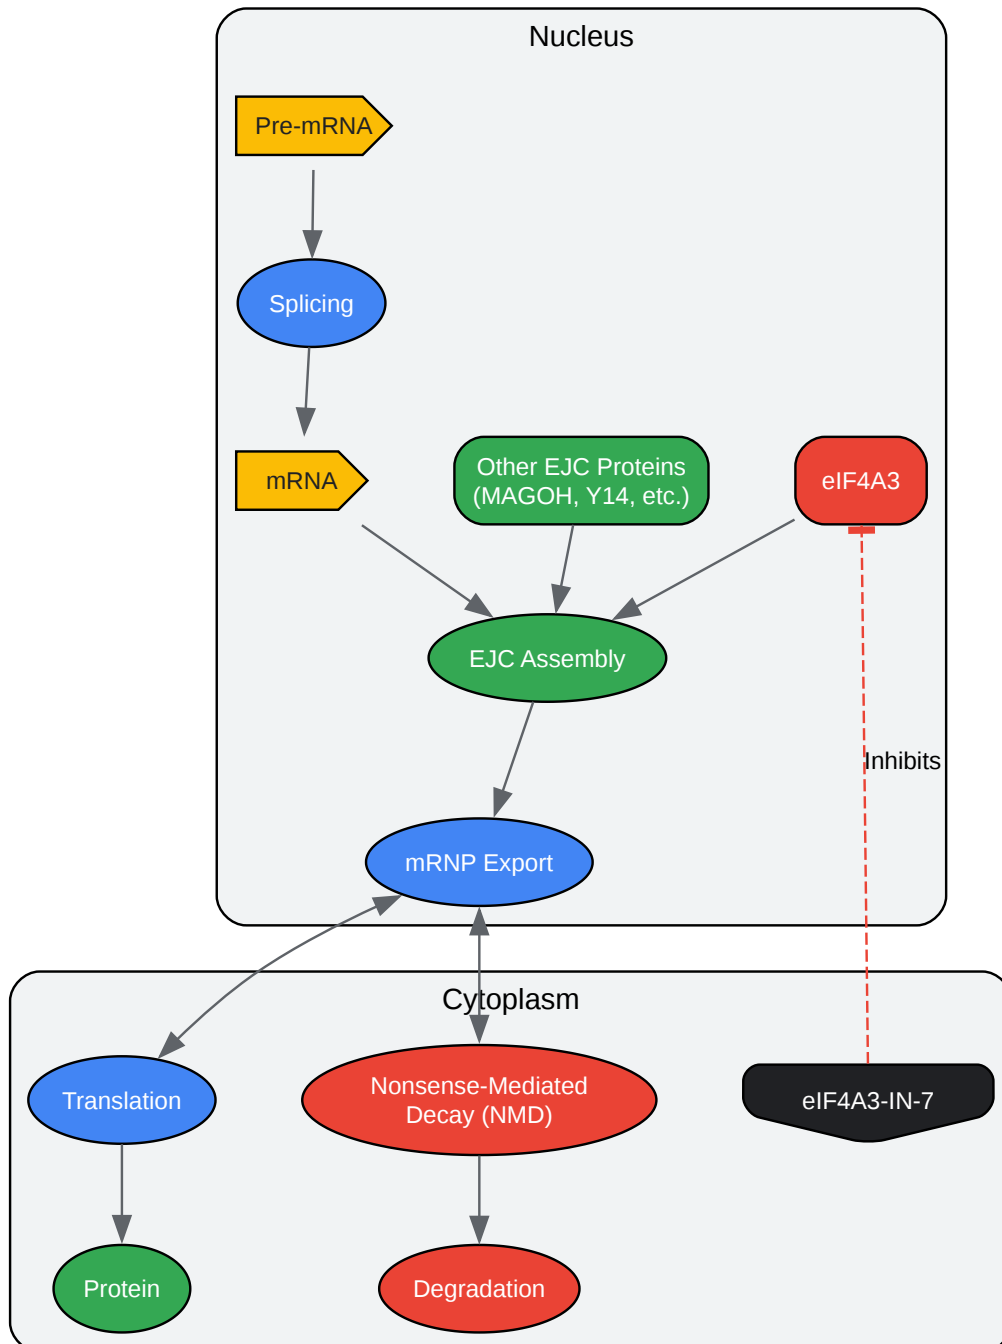 Nucleus
Pre-mRNA
Splicing
mRNA
Other EJC Proteins
(MAGOH, Y14, etc.)
eIF4A3
EJC Assembly
Inhibits
mRNP Export
Cytoplasm
Translation
Nonsense-Mediated
Decay (NMD)
eIF4A3-IN-7
Protein
Degradation